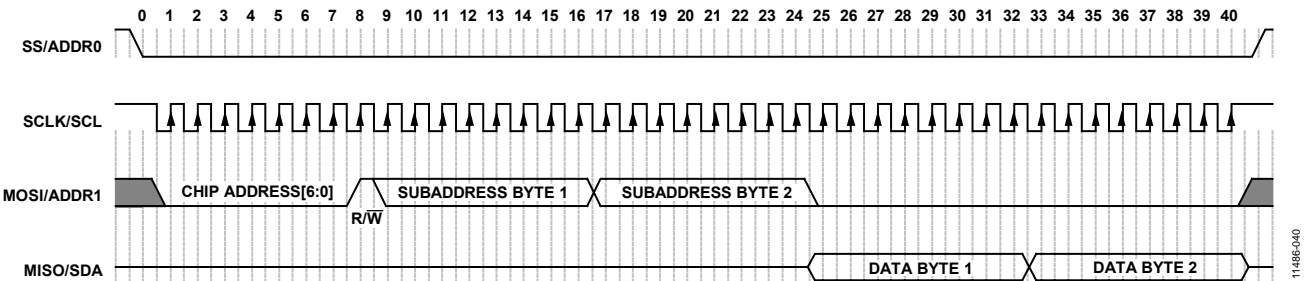 0 1 2 3 4 5 6 7 8 9 10 11 12 13 14 15 16 17 18 19 20 21 22 23 24 25 26 27 28 29 30 31 32 33 34 35 36 37 38 39 40
SS/ADDR0
SCLK/SCL
MOSI/ADDR1 CHIP ADDRESS[6:0] SUBADDRESS BYTE 1 SUBADDRESS BYTE 2
R/W̅
MISO/SDA DATA BYTE 1 DATA BYTE 2
11486-040